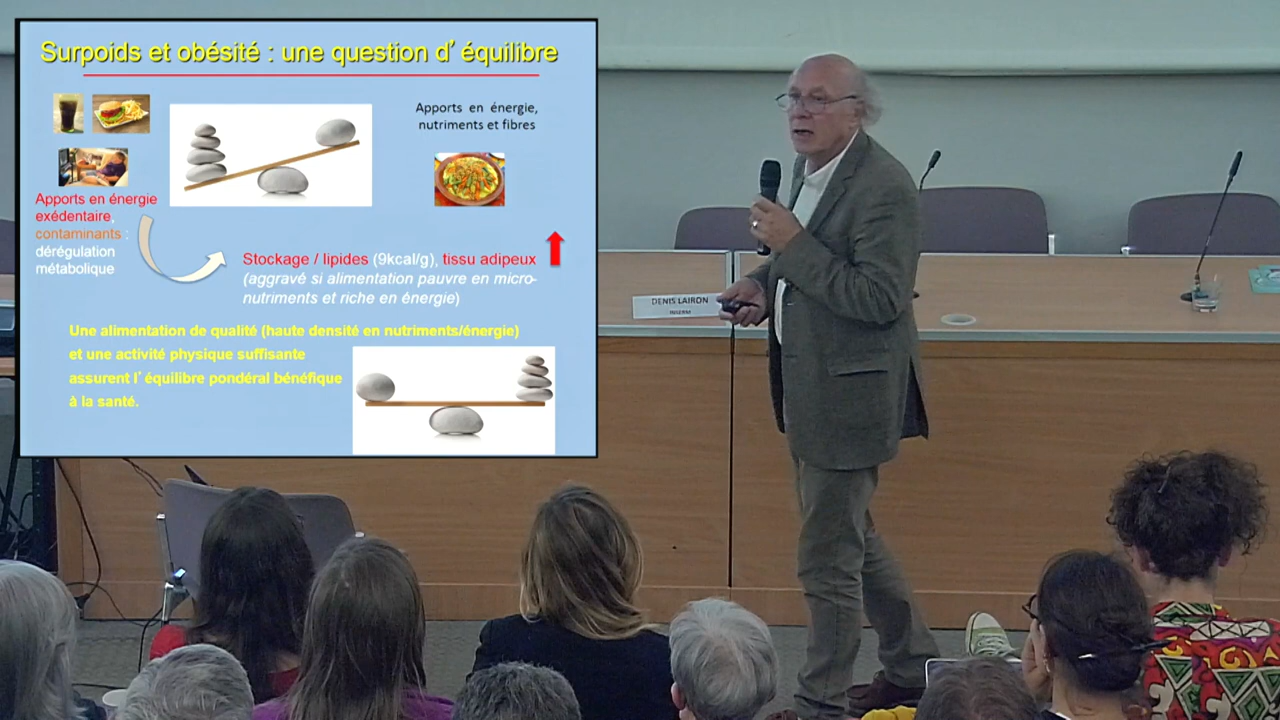 Surpoids et obésité : une question d’ équilibre
Apports en énergie,
nutriments et fibres
Apports en énergie
exédentaire,
contaminants :
dérégulation
métabolique
Stockage / lipides (9kcal/g), tissu adipeux
(aggravé si alimentation pauvre en micro-
nutriments et riche en énergie)
Une alimentation de qualité (haute densité en nutriments/énergie)
et une activité physique suffisante
assurent l’ équilibre pondéral bénéfique
à la santé.
DENIS LAIRON
INSERM